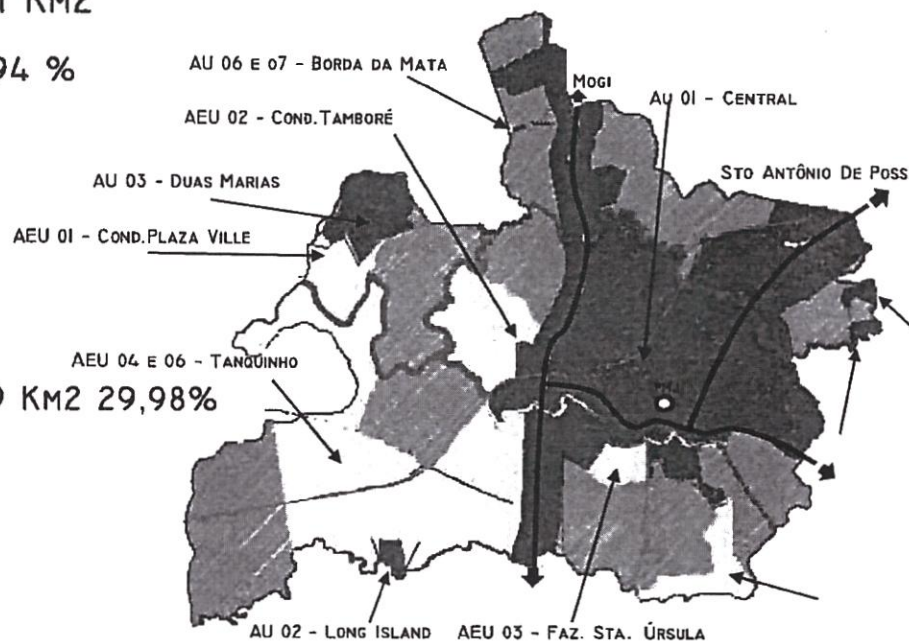 KM2
94 %
AU 06 E 07 - BORDA DA MATA
MOGI
AEU 02 - COND.TAMBORÉ
AU 01 - CENTRAL
STO ANTÔNIO DE POSS
AU 03 - DUAS MARIAS
AEU 01 - COND.PLAZA VILLE
AEU 04 E 06 - TANQUINHO
KM2 29,98%
AU 02 - LONG ISLAND
AEU 03 - FAZ. STA. ÚRSULA